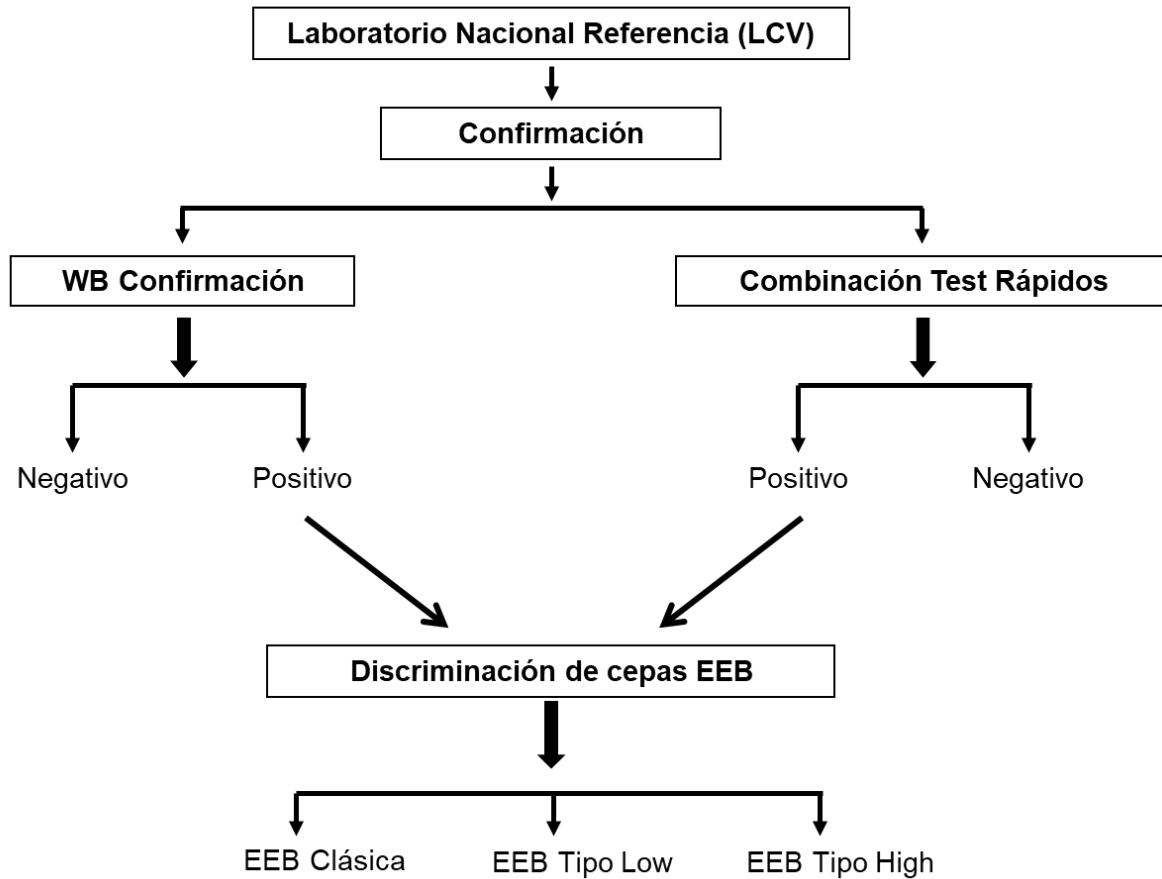 Laboratorio Nacional Referencia (LCV)
Confirmación
WB Confirmación
Combinación Test Rápidos
Negativo
Positivo
Positivo
Negativo
Discriminación de cepas EEB
EEB Clásica
EEB Tipo Low
EEB Tipo High